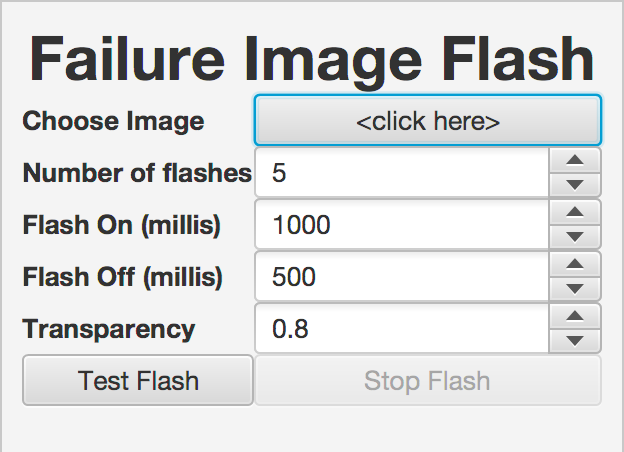 Failure Image Flash
Choose Image <click here>
Number of flashes 5
Flash On (millis) 1000
Flash Off (millis) 500
Transparency 0.8
Test Flash Stop Flash